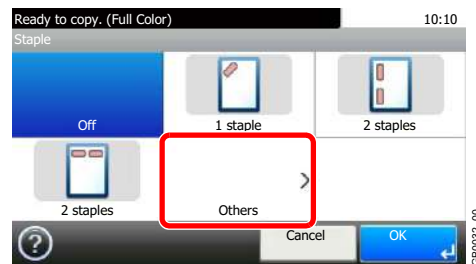 Ready to copy. (Full Color) 10:10
Staple
Off 1 staple 2 staples
2 staples Others
? Cancel OK